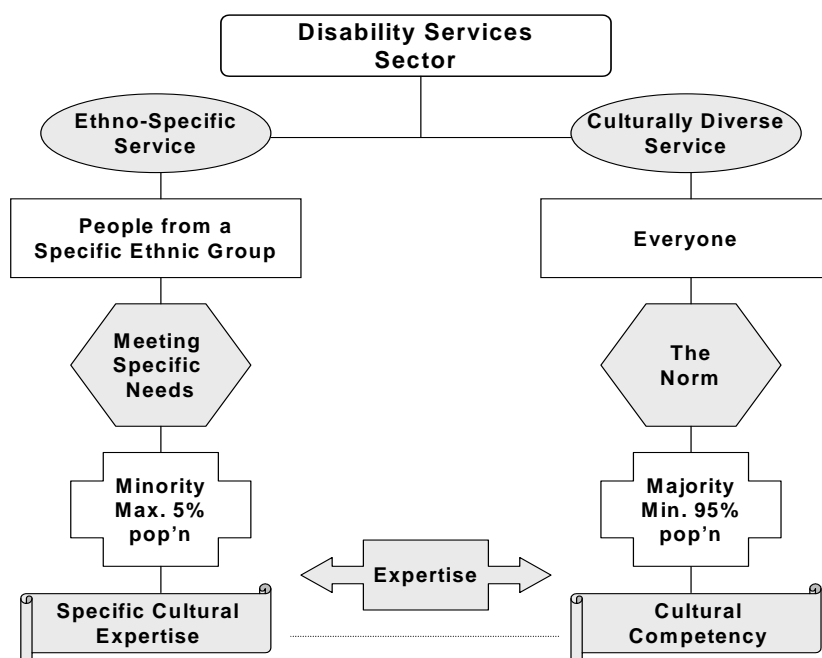 Disability Services
Sector
Ethno-Specific
Service
Culturally Diverse
Service
People from a
Specific Ethnic Group
Everyone
Meeting
Specific
Needs
The
Norm
Minority
Max. 5%
pop’n
Majority
Min. 95%
pop’n
Expertise
Specific Cultural
Expertise
Cultural
Competency